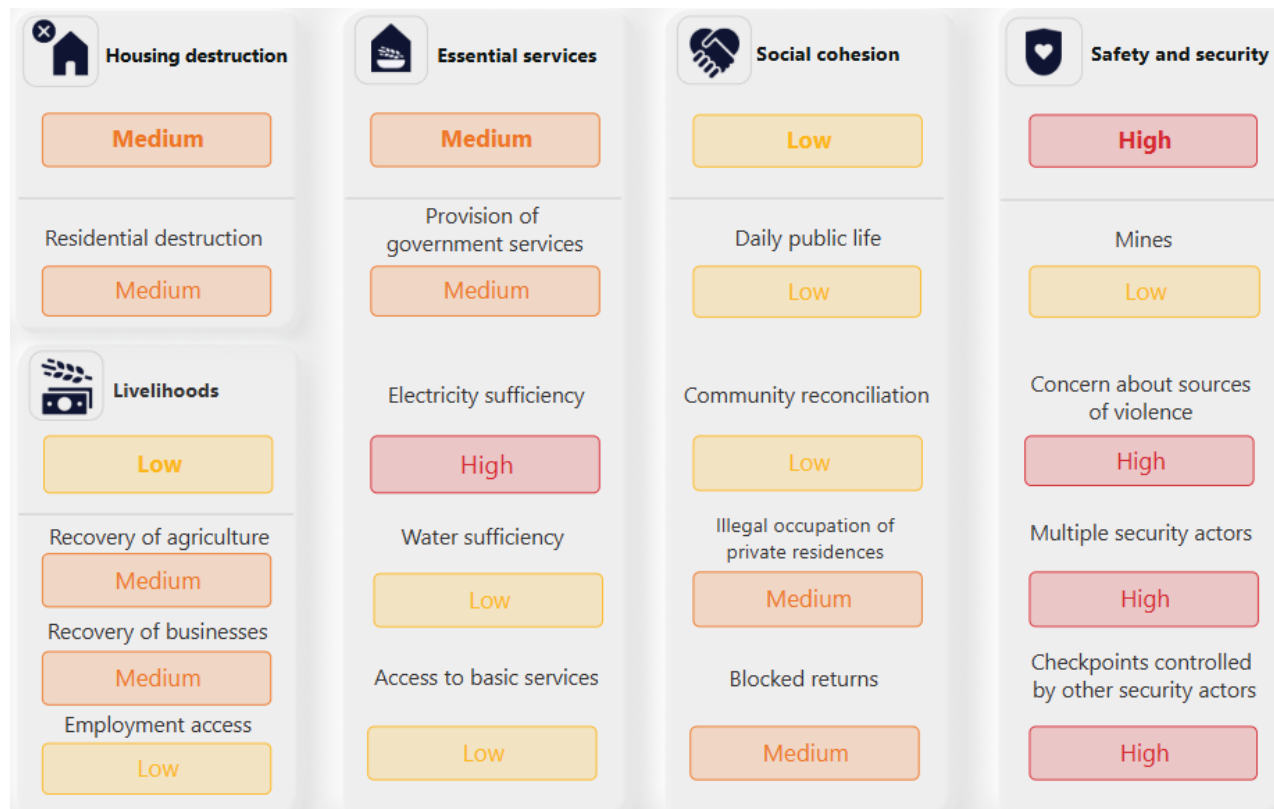 Housing destruction
Medium
Residential destruction
Medium
Livelihoods
Low
Recovery of agriculture
Medium
Recovery of businesses
Medium
Employment access
Low
Essential services
Medium
Provision of
government services
Medium
Electricity sufficiency
High
Water sufficiency
Low
Access to basic services
Low
Social cohesion
Low
Daily public life
Low
Community reconciliation
Low
Illegal occupation of
private residences
Medium
Blocked returns
Medium
Safety and security
High
Mines
Low
Concern about sources
of violence
High
Multiple security actors
High
Checkpoints controlled
by other security actors
High